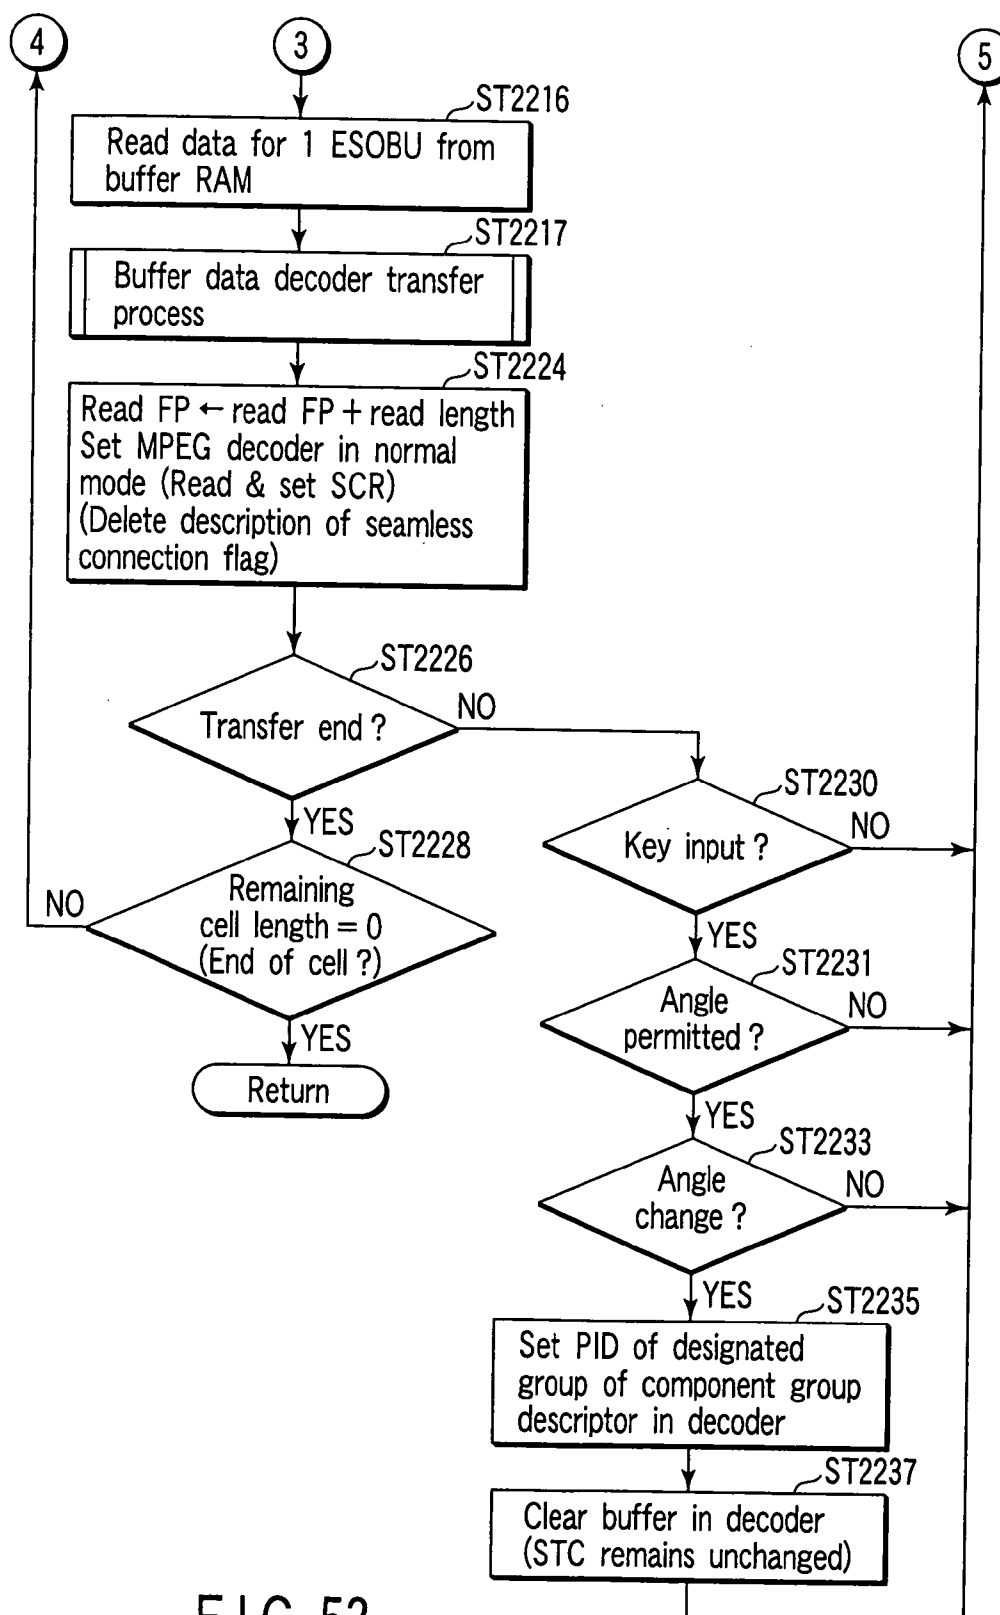 4
3
5
ST2216
Read data for 1 ESOBU from
buffer RAM
ST2217
Buffer data decoder transfer
process
ST2224
Read FP ← read FP + read length
Set MPEG decoder in normal
mode (Read & set SCR)
(Delete description of seamless
connection flag)
ST2226
Transfer end ?
NO
YES
ST2228
Remaining
cell length = 0
(End of cell ?)
NO
YES
Return
ST2230
Key input ?
NO
YES
ST2231
Angle
permitted ?
NO
YES
ST2233
Angle
change ?
NO
YES
ST2235
Set PID of designated
group of component group
descriptor in decoder
ST2237
Clear buffer in decoder
(STC remains unchanged)